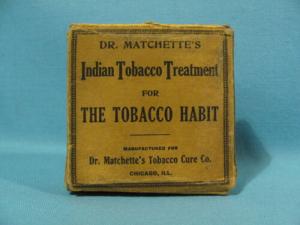 DR. MATCHETTE'S
Indian Tobacco Treatment
FOR
THE TOBACCO HABIT
MANUFACTURED FOR
Dr. Matchette's Tobacco Cure Co.
CHICAGO, ILL.